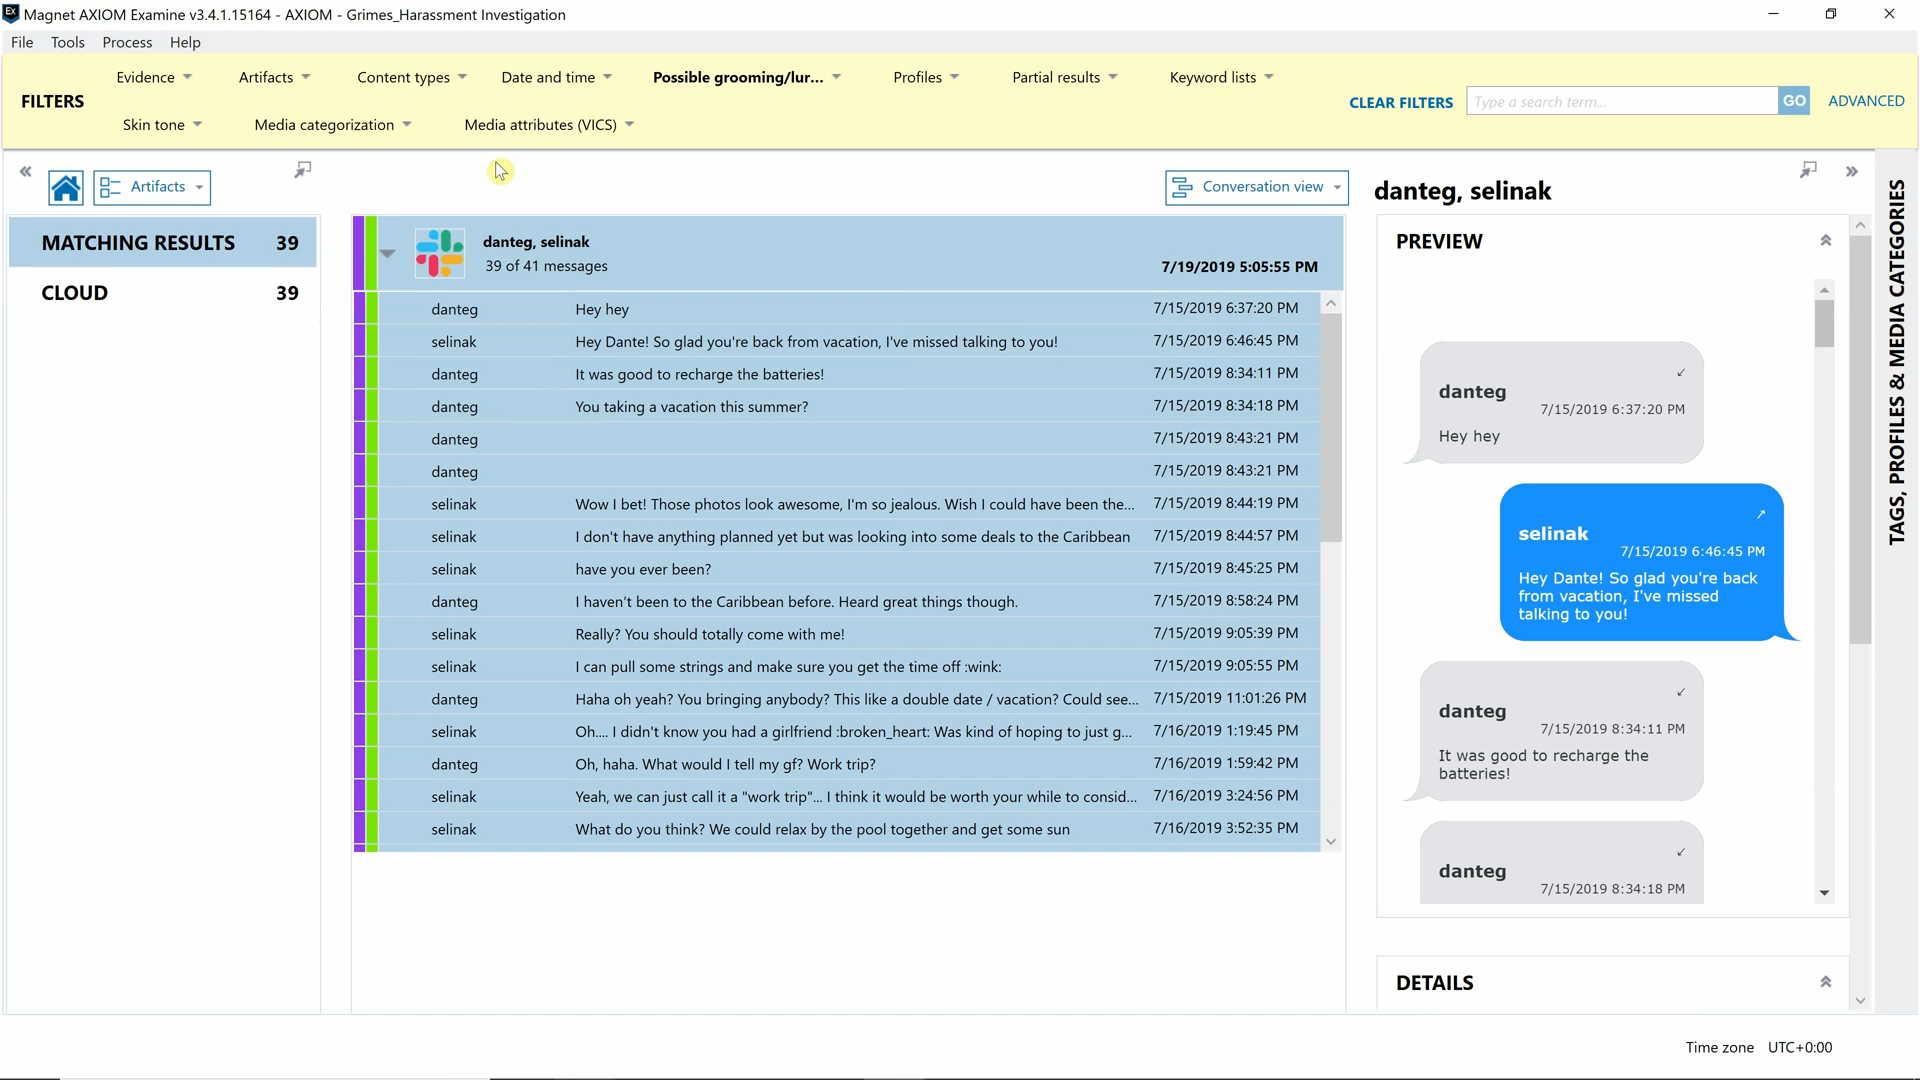 EX Magnet AXIOM Examine v3.4.1.15164 - AXIOM - Grimes_Harassment Investigation
File Tools Process Help
FILTERS
Evidence Artifacts Content types Date and time Possible grooming/lur... Profiles Partial results Keyword lists
Skin tone Media categorization Media attributes (VICS)
CLEAR FILTERS Type a search term... GO ADVANCED
Artifacts
Conversation view
MATCHING RESULTS 39
CLOUD 39
danteg, selinak
39 of 41 messages
7/19/2019 5:05:55 PM
danteg Hey hey 7/15/2019 6:37:20 PM
selinak Hey Dante! So glad you're back from vacation, I've missed talking to you! 7/15/2019 6:46:45 PM
danteg It was good to recharge the batteries! 7/15/2019 8:34:11 PM
danteg You taking a vacation this summer? 7/15/2019 8:34:18 PM
danteg 7/15/2019 8:43:21 PM
danteg 7/15/2019 8:43:21 PM
selinak Wow I bet! Those photos look awesome, I'm so jealous. Wish I could have been the... 7/15/2019 8:44:19 PM
selinak I don't have anything planned yet but was looking into some deals to the Caribbean 7/15/2019 8:44:57 PM
selinak have you ever been? 7/15/2019 8:45:25 PM
danteg I haven't been to the Caribbean before. Heard great things though. 7/15/2019 8:58:24 PM
selinak Really? You should totally come with me! 7/15/2019 9:05:39 PM
selinak I can pull some strings and make sure you get the time off :wink: 7/15/2019 9:05:55 PM
danteg Haha oh yeah? You bringing anybody? This like a double date / vacation? Could see... 7/15/2019 11:01:26 PM
selinak Oh.... I didn't know you had a girlfriend :broken_heart: Was kind of hoping to just g... 7/16/2019 1:19:45 PM
danteg Oh, haha. What would I tell my gf? Work trip? 7/16/2019 1:59:42 PM
selinak Yeah, we can just call it a "work trip"... I think it would be worth your while to consid... 7/16/2019 3:24:56 PM
selinak What do you think? We could relax by the pool together and get some sun 7/16/2019 3:52:35 PM
danteg, selinak
PREVIEW
danteg
7/15/2019 6:37:20 PM
Hey hey
selinak
7/15/2019 6:46:45 PM
Hey Dante! So glad you're back
from vacation, I've missed
talking to you!
danteg
7/15/2019 8:34:11 PM
It was good to recharge the
batteries!
danteg
7/15/2019 8:34:18 PM
DETAILS
TAGS, PROFILES & MEDIA CATEGORIES
Time zone UTC+0:00